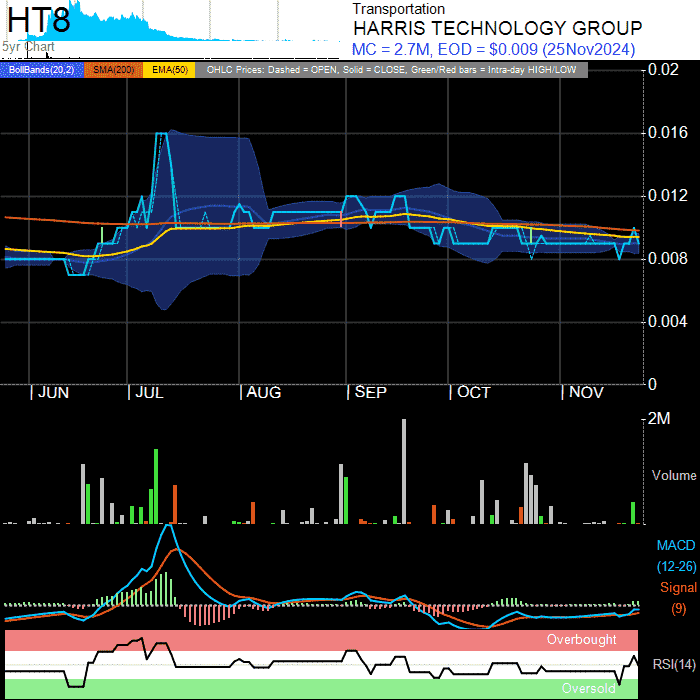 HT8
5yr Chart
Transportation
HARRIS TECHNOLOGY GROUP
MC = 2.7M, EOD = $0.009 (25Nov2024)
BollBands(20,2) SMA(200) EMA(50) OHLC Prices: Dashed = OPEN, Solid = CLOSE, Green/Red bars = Intra-day HIGH/LOW
0.02
0.016
0.012
0.008
0.004
0
JUN JUL AUG SEP OCT NOV
2M
Volume
MACD
(12-26)
Signal
(9)
Overbought
RSI(14)
Oversold